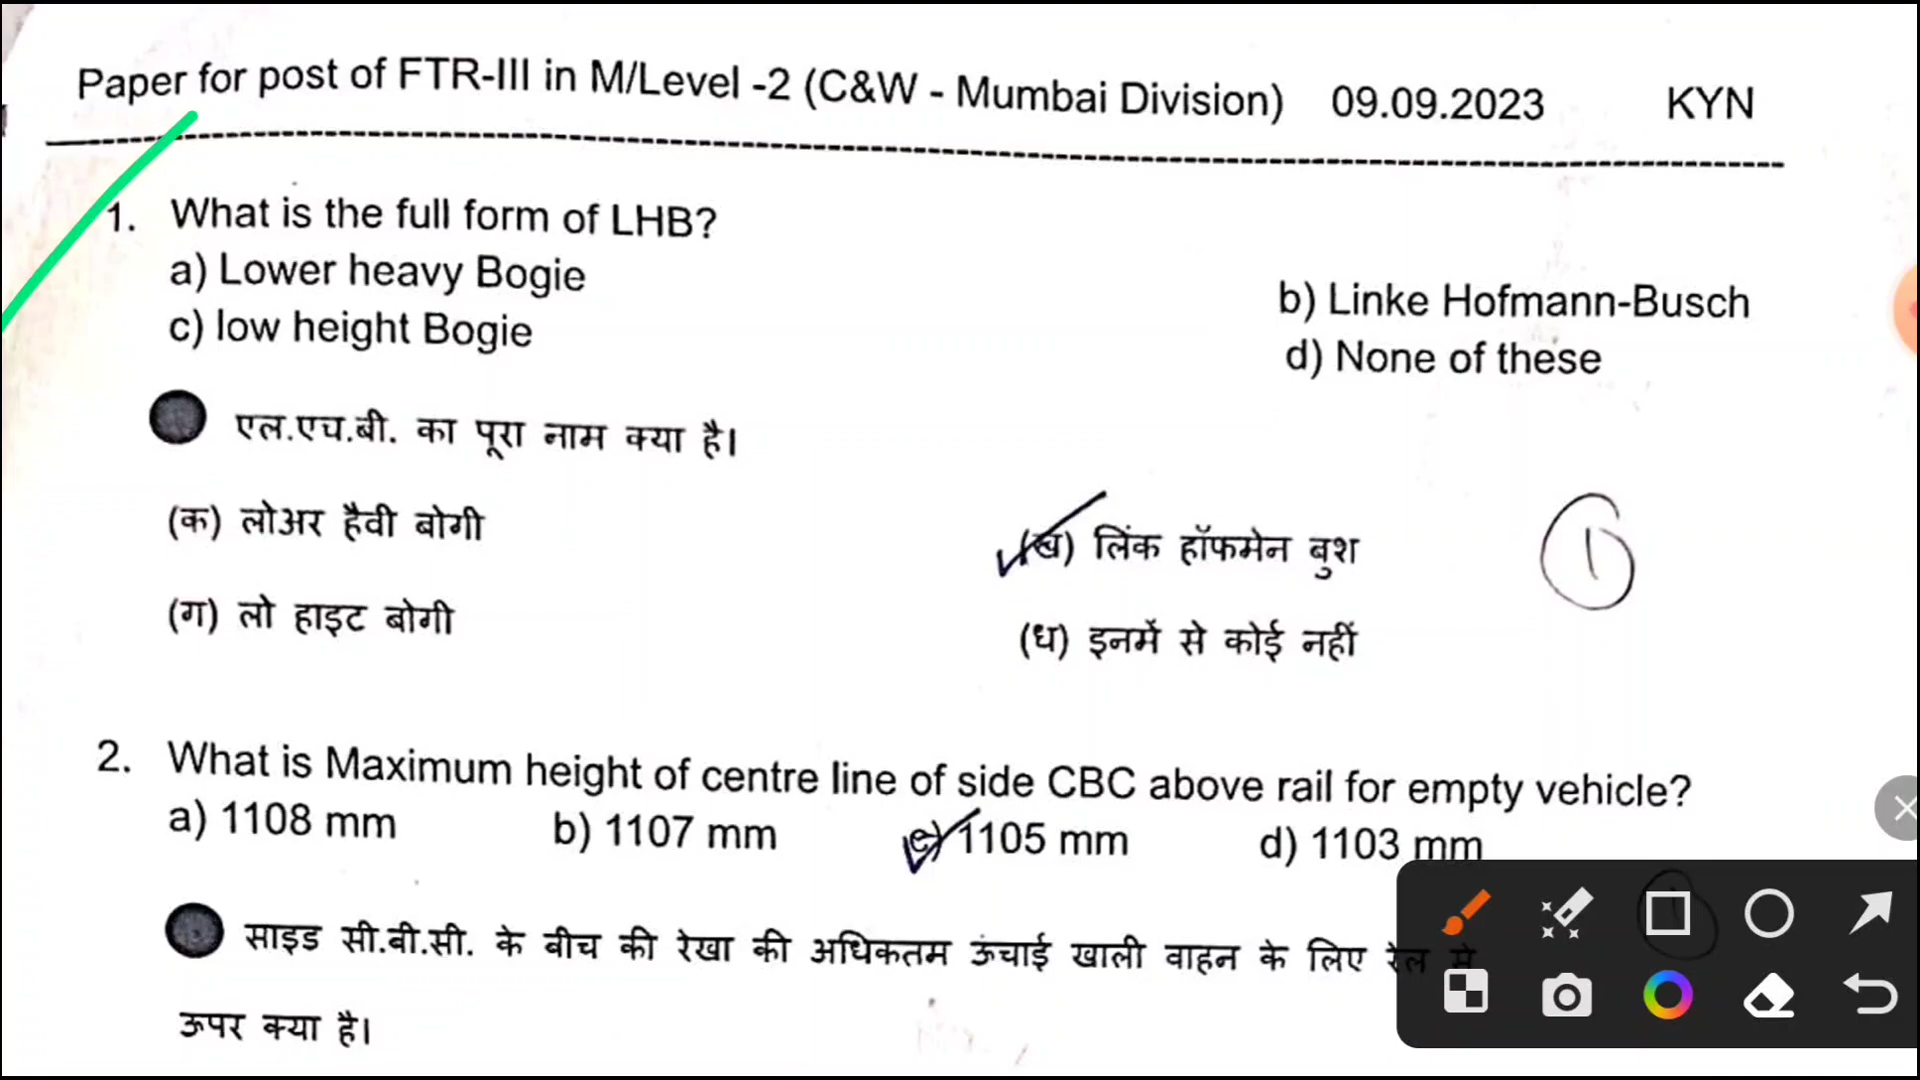 Paper for post of FTR-III in M/Level -2 (C&W - Mumbai Division) 09.09.2023 KYN
1. What is the full form of LHB?
a) Lower heavy Bogie b) Linke Hofmann-Busch
c) low height Bogie d) None of these
एल.एच.बी. का पूरा नाम क्या है।
(क) लोअर हैवी बोगी (ख) लिंक हॉफमेन बुश
1
(ग) लो हाइट बोगी (ध) इनमें से कोई नहीं
2. What is Maximum height of centre line of side CBC above rail for empty vehicle?
a) 1108 mm b) 1107 mm c) 1105 mm d) 1103 mm
साइड सी.बी.सी. के बीच की रेखा की अधिकतम ऊंचाई खाली वाहन के लिए रेल से
ऊपर क्या है।